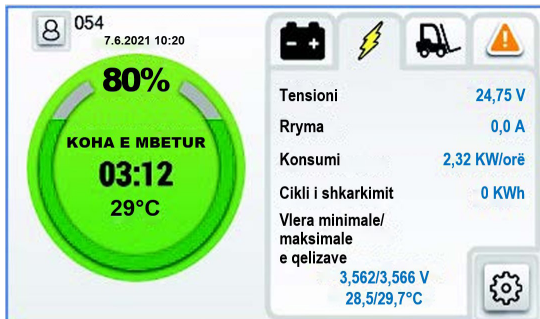 054
7.6.2021 10:20
80%
KOHA E MBETUR
03:12
29°C
Tensioni 24,75 V
Rryma 0,0 A
Konsumi 2,32 KW/orë
Cikli i shkarkimit 0 KWh
Vlera minimale/
maksimale
e qelizave
3,562/3,566 V
28,5/29,7°C